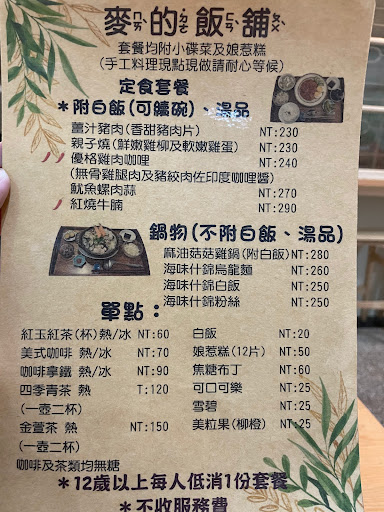 麥的飯舖
ㄇㄞˋ ㄉㄜ˙ ㄈㄢˋ ㄆㄨˋ
套餐均附小碟菜及娘惹糕
(手工料理現點現做請耐心等候)
定食套餐
*附白飯(可續碗)、湯品
薑汁豬肉(香甜豬肉片) NT:230
親子燒(鮮嫩雞柳及軟嫩雞蛋) NT:230
優格雞肉咖哩 NT:240
(無骨雞腿肉及豬絞肉佐印度咖哩醬)
魷魚螺肉蒜 NT:270
紅燒牛腩 NT:290
鍋物(不附白飯、湯品)
麻油菇菇雞鍋(附白飯) NT:280
海味什錦烏龍麵 NT:260
海味什錦白飯 NT:250
海味什錦粉絲 NT:250
單點:
紅玉紅茶(杯)熱/冰 NT:60
美式咖啡 熱/冰 NT:70
咖啡拿鐵 熱/冰 NT:90
四季青茶 熱 T:120
(一壺二杯)
金萱茶 熱 NT:150
(一壺二杯)
咖啡及茶類均無糖
白飯 NT:20
娘惹糕(12片) NT:50
焦糖布丁 NT:60
可口可樂 NT:25
雪碧 NT:25
美粒果(柳橙) NT:25
*12歲以上每人低消1份套餐
*不收服務費